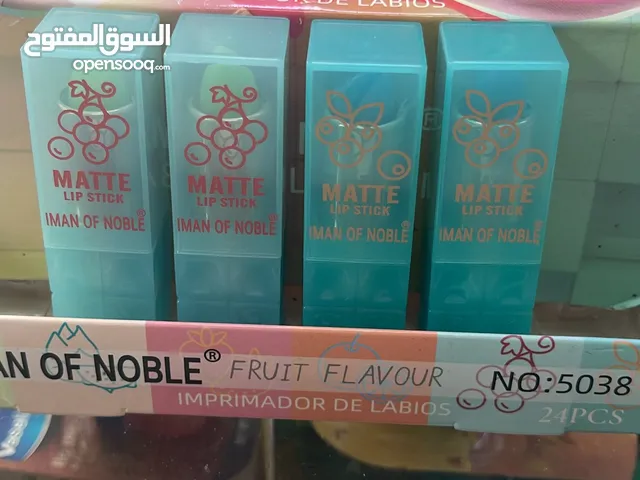 DE LABIOS
السوق المفتوح
opensooq.com
MATTE
LIP STICK
IMAN OF NOBLE
MATTE
LIP STICK
IMAN OF NOBLE®
MATTE
LIP STICK
IMAN OF NOBLE®
MATTE
LIP STICK
IMAN OF NOBLE
AN OF NOBLE® FRUIT FLAVOUR NO:5038
IMPRIMADOR DE LABIOS 24PCS